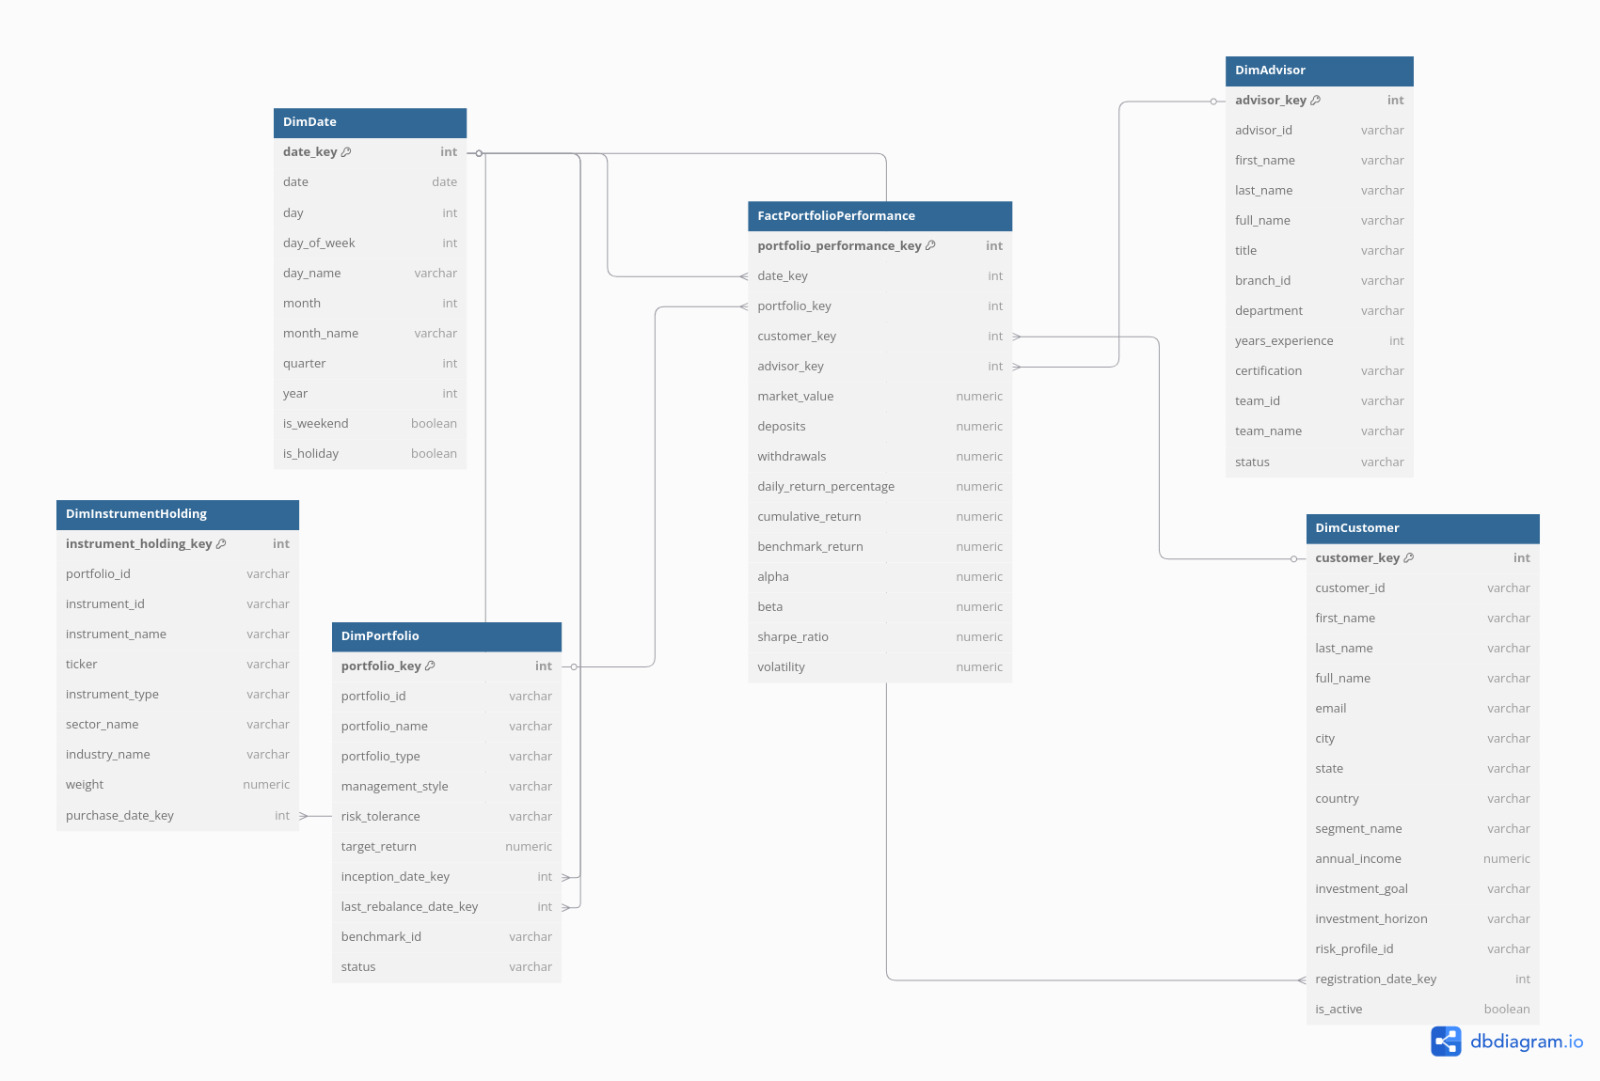 DimDate
date_key int
date date
day int
day_of_week int
day_name varchar
month int
month_name varchar
quarter int
year int
is_weekend boolean
is_holiday boolean
DimInstrumentHolding
instrument_holding_key int
portfolio_id varchar
instrument_id varchar
instrument_name varchar
ticker varchar
instrument_type varchar
sector_name varchar
industry_name varchar
weight numeric
purchase_date_key int
DimPortfolio
portfolio_key int
portfolio_id varchar
portfolio_name varchar
portfolio_type varchar
management_style varchar
risk_tolerance varchar
target_return numeric
inception_date_key int
last_rebalance_date_key int
benchmark_id varchar
status varchar
FactPortfolioPerformance
portfolio_performance_key int
date_key int
portfolio_key int
customer_key int
advisor_key int
market_value numeric
deposits numeric
withdrawals numeric
daily_return_percentage numeric
cumulative_return numeric
benchmark_return numeric
alpha numeric
beta numeric
sharpe_ratio numeric
volatility numeric
DimAdvisor
advisor_key int
advisor_id varchar
first_name varchar
last_name varchar
full_name varchar
title varchar
branch_id varchar
department varchar
years_experience int
certification varchar
team_id varchar
team_name varchar
status varchar
DimCustomer
customer_key int
customer_id varchar
first_name varchar
last_name varchar
full_name varchar
email varchar
city varchar
state varchar
country varchar
segment_name varchar
annual_income numeric
investment_goal varchar
investment_horizon varchar
risk_profile_id varchar
registration_date_key int
is_active boolean
dbdiagram.io